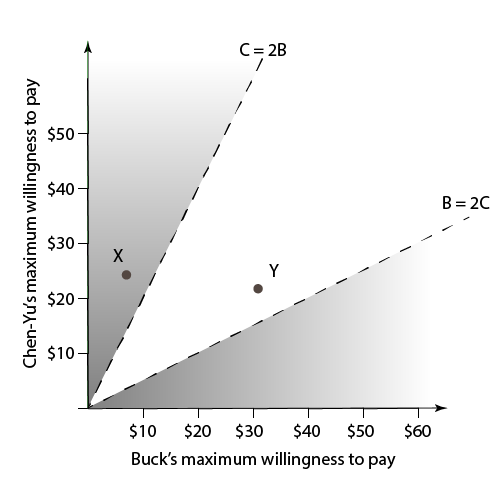 C = 2B
Chen-Yu's maximum willingness to pay
$50
$40
$30
$20
$10
B = 2C
X
Y
$10 $20 $30 $40 $50 $60
Buck's maximum willingness to pay